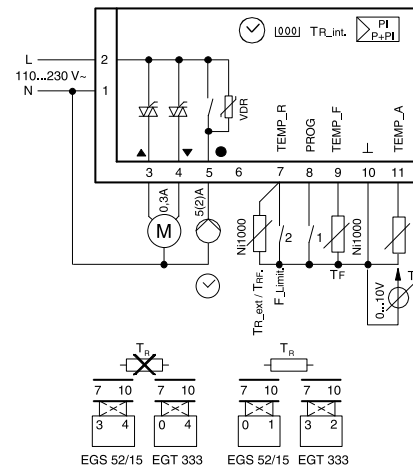 [000] TR_int. PI
P+PI
L 2
110...230 V~
N 1
VDR TEMP_R PROG TEMP_F ⊥ TEMP_A
▲ ▼ ●
3 4 5 6 7 8 9 10 11
0,3A 5(2)A
M
Ni1000 2 1 Ni1000
TR_ext / TRF. F_Limit. TF 0...10V T
TR TR
7 10 7 10 7 10 7 10
3 4 0 4 0 1 3 2
EGS 52/15 EGT 333 EGS 52/15 EGT 333